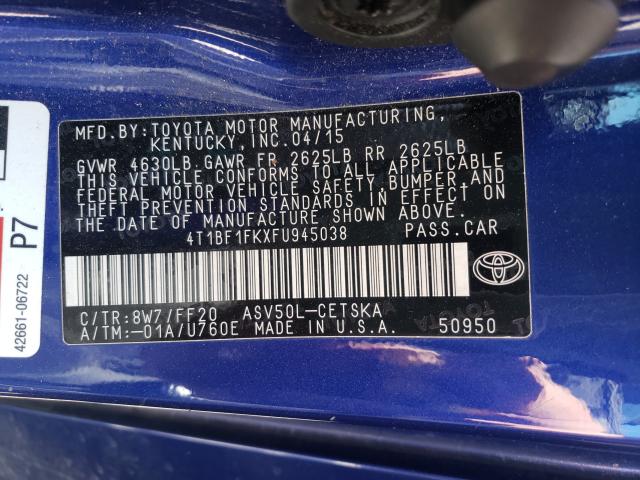 MFD.BY:TOYOTA MOTOR MANUFACTURING,
KENTUCKY, INC.04/15
GVWR 4630LB GAWR FR 2625LB RR 2625LB
THIS VEHICLE CONFORMS TO ALL APPLICABLE
FEDERAL MOTOR VEHICLE SAFETY,BUMPER,AND
THEFT PREVENTION STANDARDS IN EFFECT ON
THE DATE OF MANUFACTURE SHOWN ABOVE.
4T1BF1FKXFU945038 PASS.CAR
C/TR:8W7/FF20 ASV50L-CETSKA
A/TM:-01A/U760E MADE IN U.S.A. 50950
P7
42661-06722